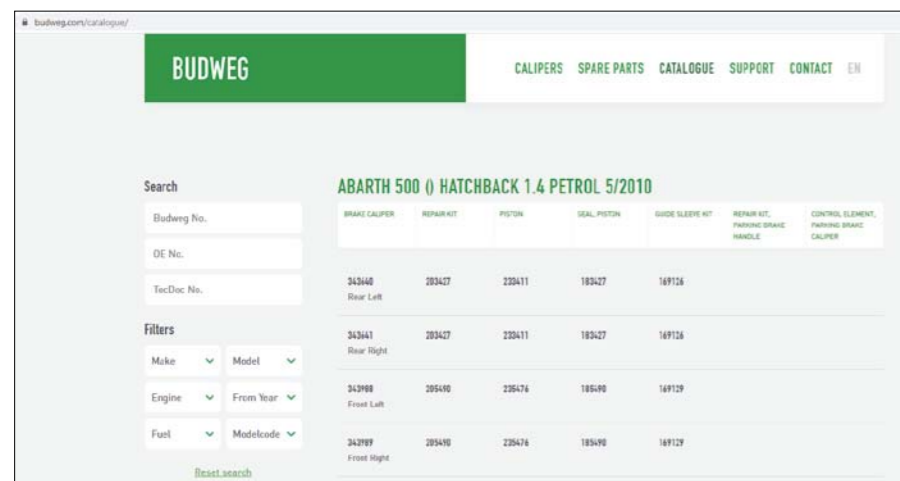 budweg.com/catalogue/
BUDWEG
CALIPERS SPARE PARTS CATALOGUE SUPPORT CONTACT EN
Search
Budweg No.
OE No.
TecDoc No.
Filters
Make Model
Engine From Year
Fuel Modelcode
Reset search
ABARTH 500 () HATCHBACK 1.4 PETROL 5/2010
BRAKE CALIPER REPAIR KIT PISTON SEAL, PISTON GUIDE SLEEVE KIT REPAIR KIT, PARKING BRAKE HANDLE CONTROL ELEMENT, PARKING BRAKE CALIPER
343640 203427 233411 183427 169126
Rear Left
343641 203427 233411 183427 169126
Rear Right
343988 205490 235476 185490 169129
Front Left
343989 205490 235476 185490 169129
Front Right